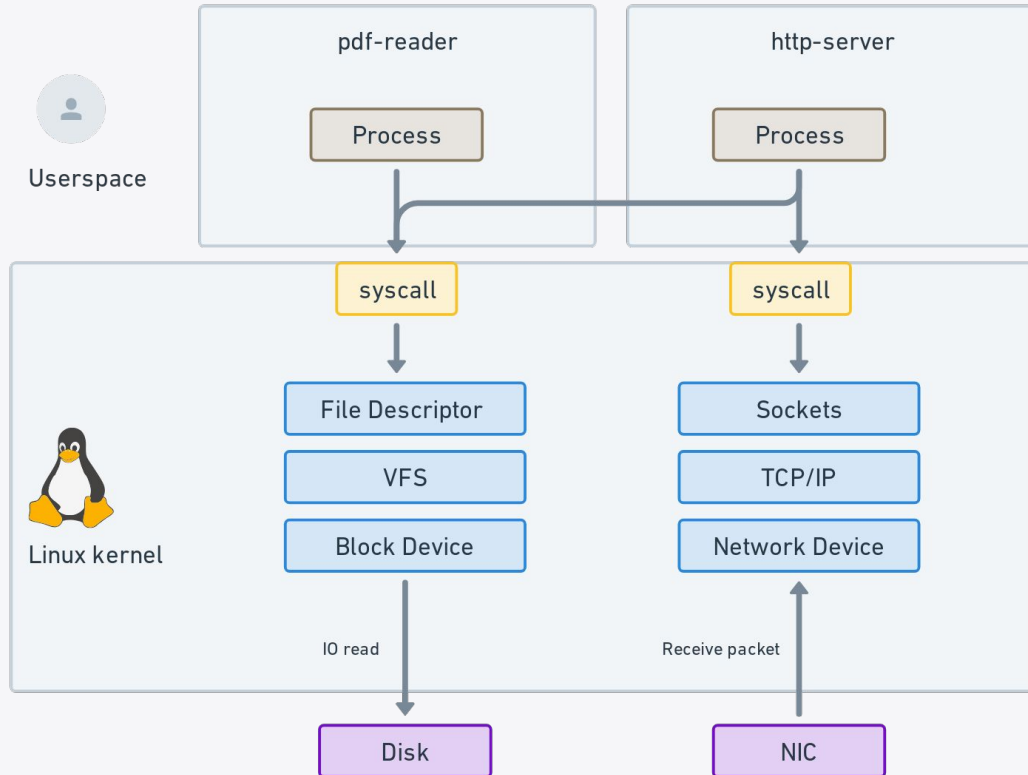 pdf-reader
http-server
Process
Process
Userspace
syscall
syscall
File Descriptor
Sockets
VFS
TCP/IP
Block Device
Network Device
Linux kernel
IO read
Receive packet
Disk
NIC